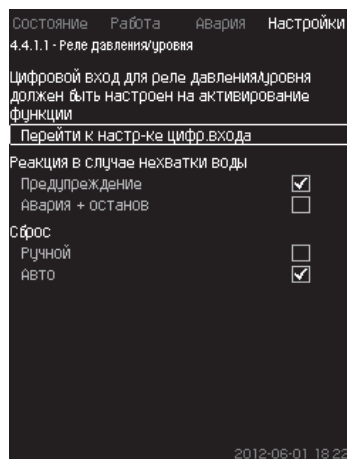 Состояние Работа Авария Настройки
4.4.1.1 - Реле давления/уровня
Цифровой вход для реле давления/уровня
должен быть настроен на активирование
функции
Перейти к настр-ке цифр.входа
Реакция в случае нехватки воды
Предупреждение
Авария + останов
Сброс
Ручной
Авто
2012-06-01 18:22